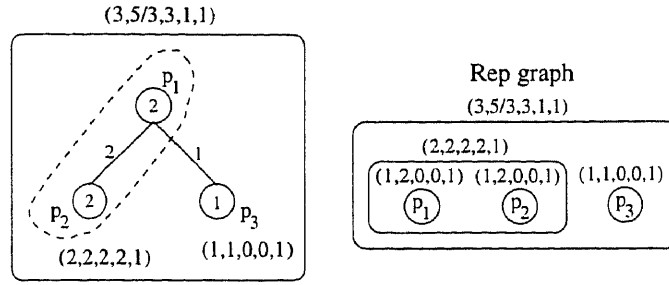 (3,5/3,3,1,1)
p1
2
2
1
2
p2
1
p3
(2,2,2,2,1)
(1,1,0,0,1)
Rep graph
(3,5/3,3,1,1)
(2,2,2,2,1)
(1,2,0,0,1) (1,2,0,0,1) (1,1,0,0,1)
p1 p2 p3